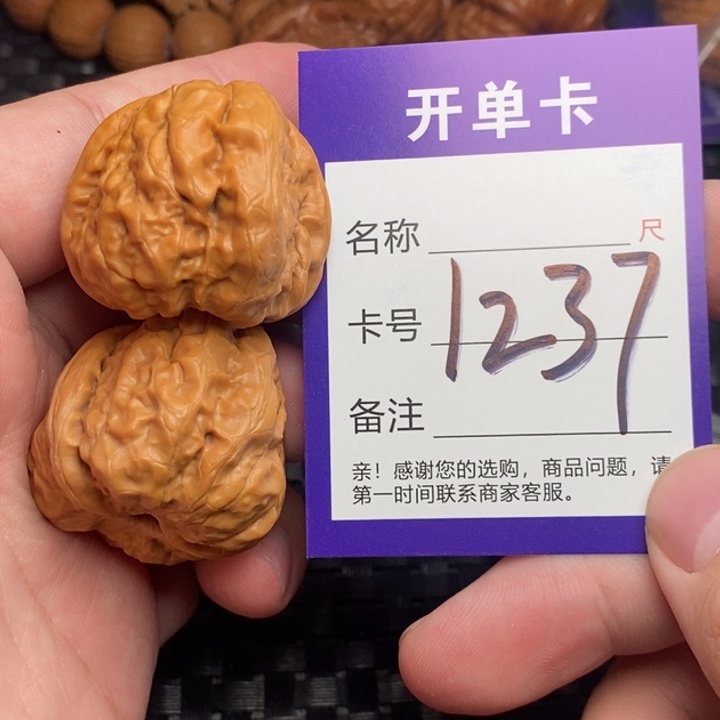 开单卡
名称 尺
卡号 1237
备注
亲！感谢您的选购，商品问题，请
第一时间联系商家客服。